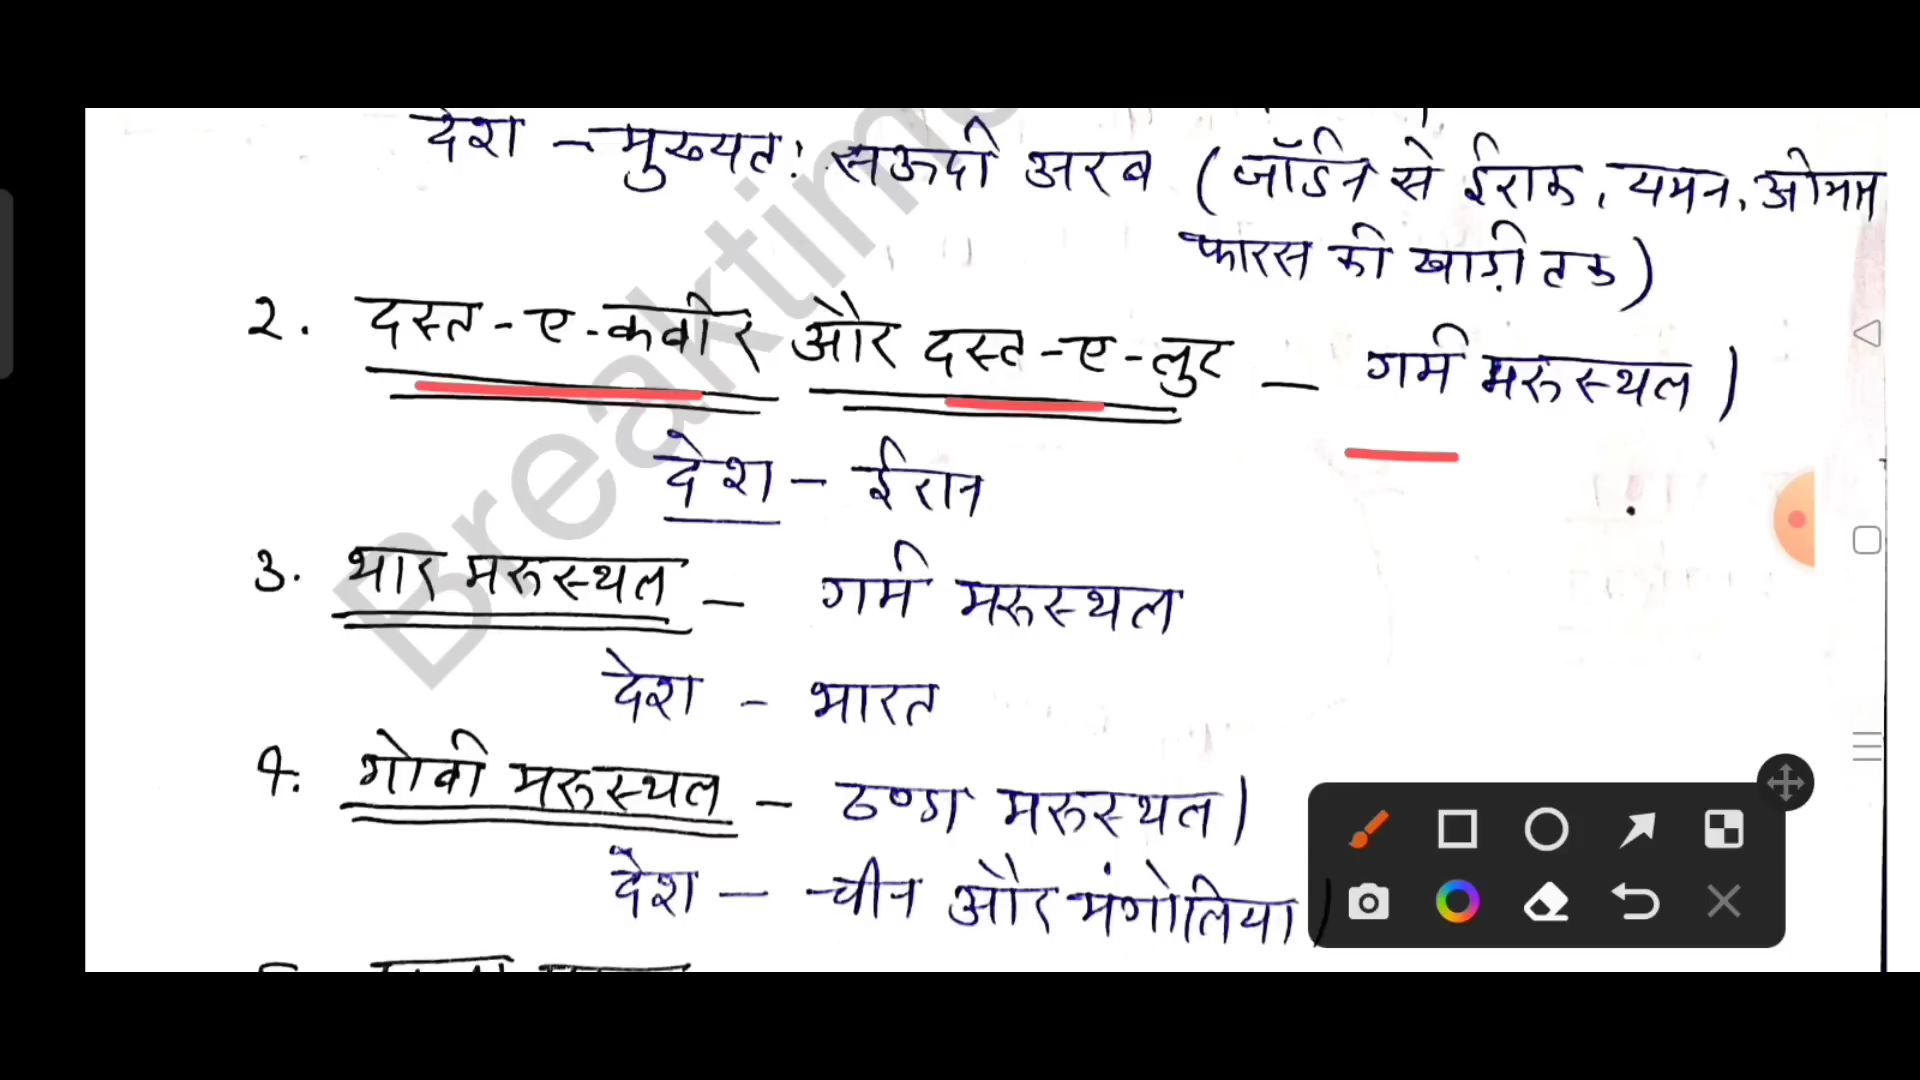 देश - मुख्यत: सऊदी अरब (जॉर्डन से ईराक, यमन, ओमान
फारस की खाड़ी तक)
2. दस्त-ए-कवीर और दस्त-ए-लुट - गर्म मरुस्थल।
देश - ईरान
3. थार मरुस्थल - गर्म मरुस्थल
देश - भारत
4. गोबी मरुस्थल - ठण्डा मरुस्थल।
देश - चीन और मंगोलिया।
Breaktim